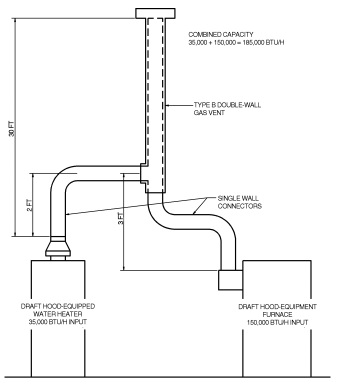 COMBINED CAPACITY
35,000 + 150,000 = 185,000 BTU/H
30 FT
TYPE B DOUBLE-WALL
GAS VENT
2 FT
3 FT
SINGLE WALL
CONNECTORS
DRAFT HOOD-EQUIPPED
WATER HEATER
35,000 BTU/H INPUT
DRAFT HOOD-EQUIPMENT
FURNACE
150,000 BTU/H INPUT